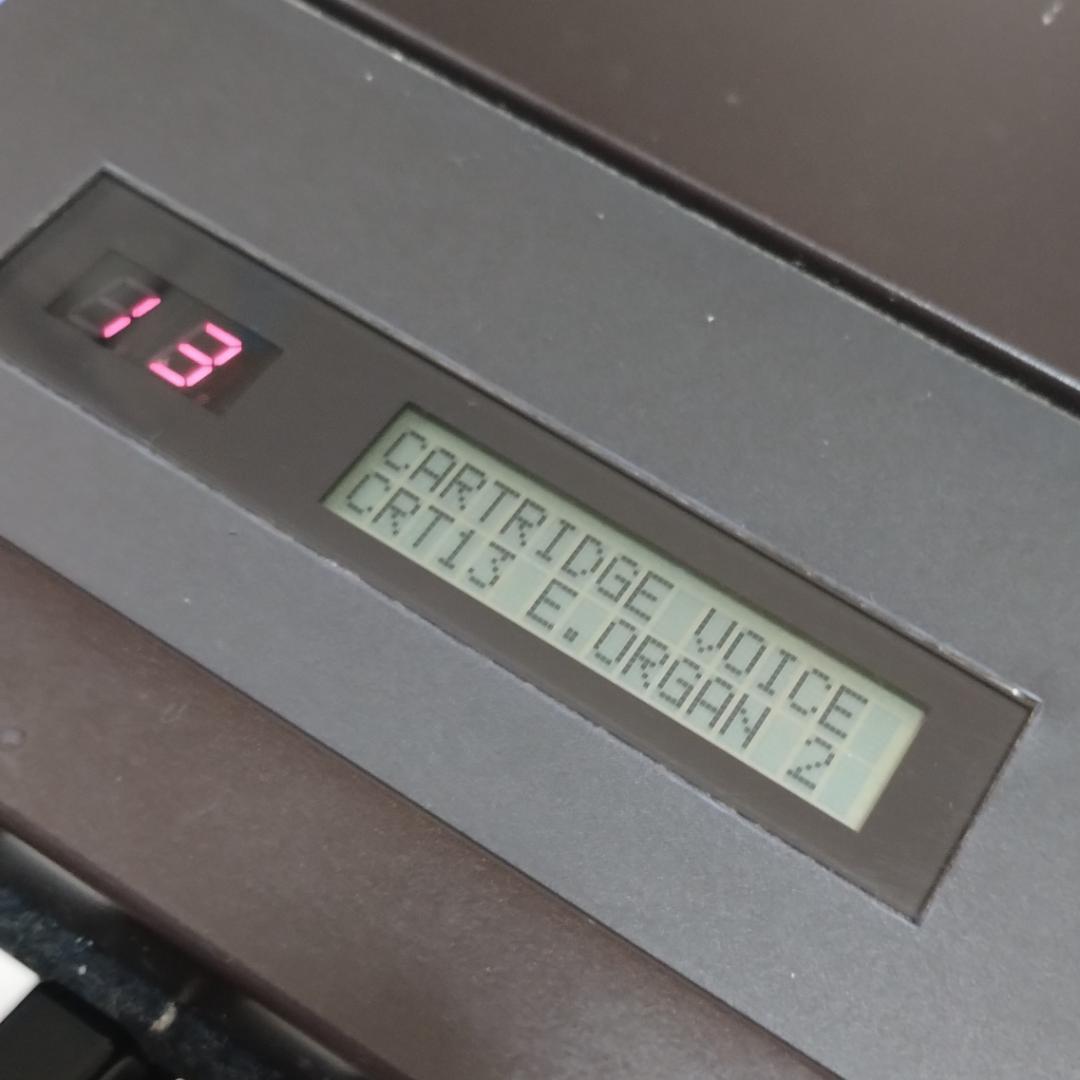 13
CARTRIDGE VOICE
CRT13 E.ORGAN 2